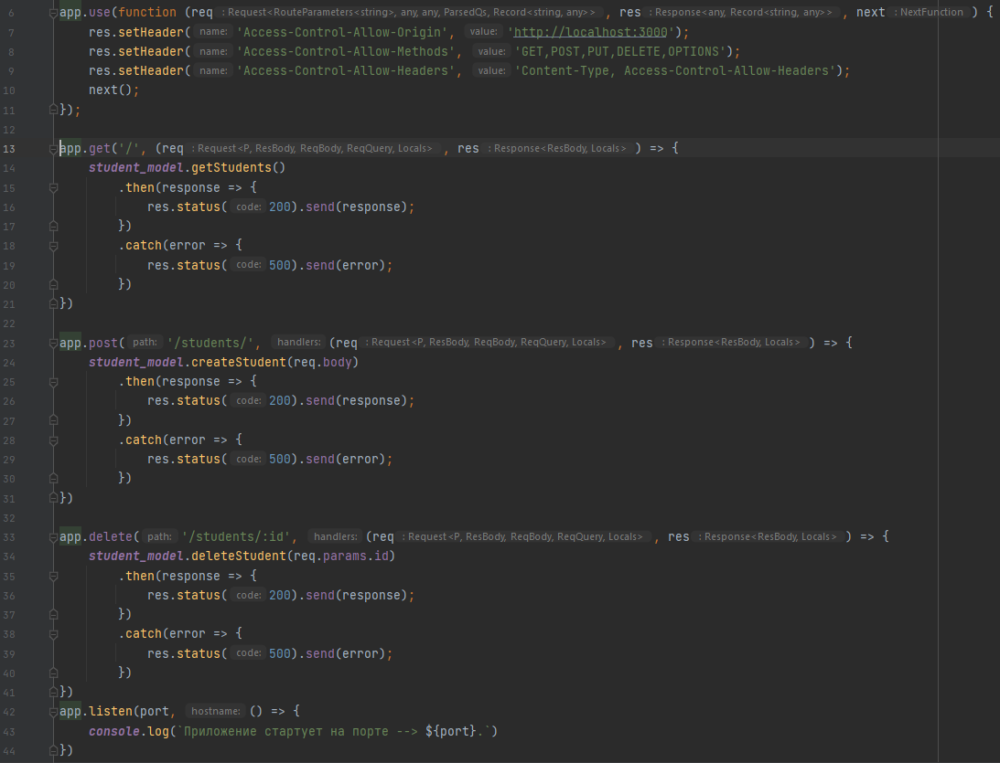 6 app.use(function (req : Request<RouteParameters<string>, any, any, ParsedQs, Record<string, any>> , res : Response<any, Record<string, any>> , next : NextFunction ) {
7 res.setHeader( name: 'Access-Control-Allow-Origin', value: 'http://localhost:3000');
8 res.setHeader( name: 'Access-Control-Allow-Methods', value: 'GET,POST,PUT,DELETE,OPTIONS');
9 res.setHeader( name: 'Access-Control-Allow-Headers', value: 'Content-Type, Access-Control-Allow-Headers');
10 next();
11 });
12
13 app.get('/', (req : Request<P, ResBody, ReqBody, ReqQuery, Locals> , res : Response<ResBody, Locals> ) => {
14 student_model.getStudents()
15 .then(response => {
16 res.status( code: 200).send(response);
17 })
18 .catch(error => {
19 res.status( code: 500).send(error);
20 })
21 })
22
23 app.post( path: '/students/', handlers: (req : Request<P, ResBody, ReqBody, ReqQuery, Locals> , res : Response<ResBody, Locals> ) => {
24 student_model.createStudent(req.body)
25 .then(response => {
26 res.status( code: 200).send(response);
27 })
28 .catch(error => {
29 res.status( code: 500).send(error);
30 })
31 })
32
33 app.delete( path: '/students/:id', handlers: (req : Request<P, ResBody, ReqBody, ReqQuery, Locals> , res : Response<ResBody, Locals> ) => {
34 student_model.deleteStudent(req.params.id)
35 .then(response => {
36 res.status( code: 200).send(response);
37 })
38 .catch(error => {
39 res.status( code: 500).send(error);
40 })
41 })
42 app.listen(port, hostname: () => {
43 console.log(`Приложение стартует на порте --> ${port}.`)
44 })